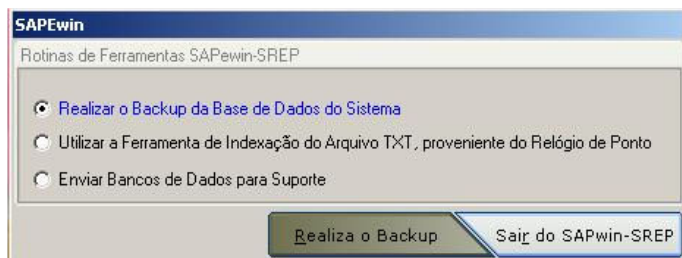 SAPEwin
Rotinas de Ferramentas SAPewin-SREP
Realizar o Backup da Base de Dados do Sistema
Utilizar a Ferramenta de Indexação do Arquivo TXT, proveniente do Relógio de Ponto
Enviar Bancos de Dados para Suporte
Realiza o Backup
Sair do SAPwin-SREP